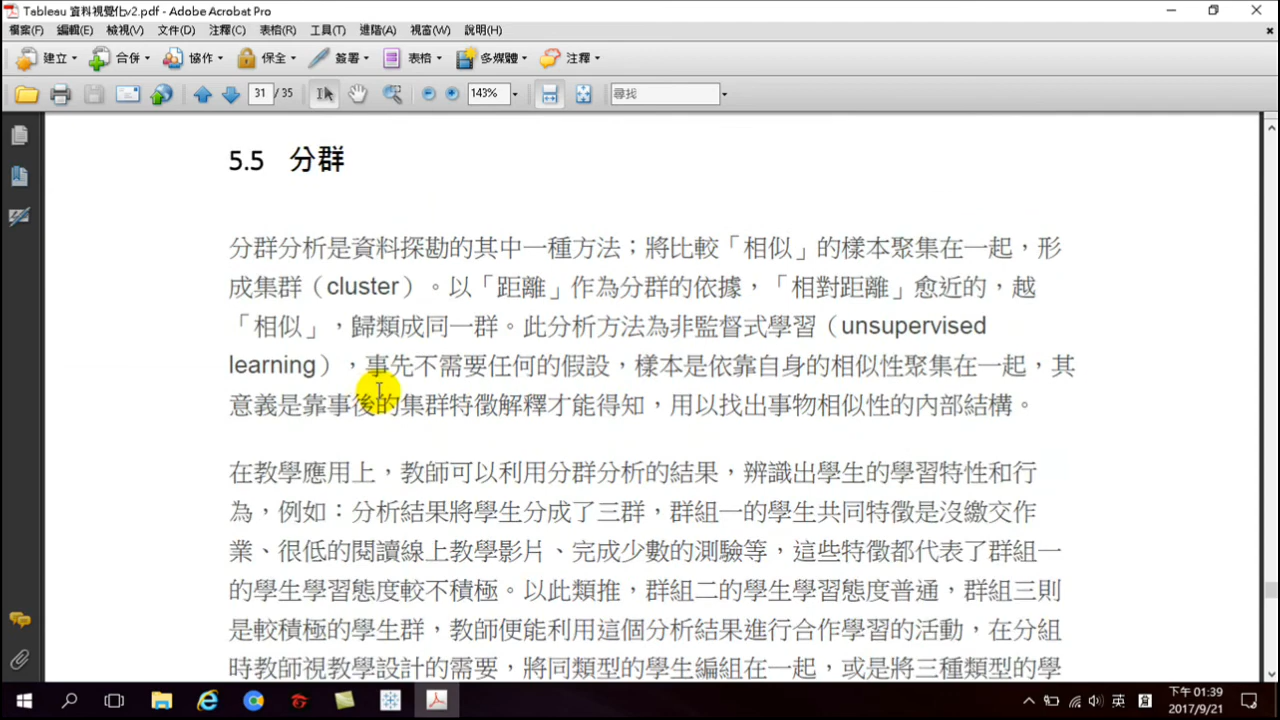 Tableau 資料視覺化v2.pdf - Adobe Acrobat Pro
檔案(F) 編輯(E) 檢視(V) 文件(D) 注釋(C) 表格(R) 工具(T) 進階(A) 視窗(W) 說明(H)
建立 合併 協作 保全 簽署 表格 多媒體 注釋
31 / 35 143% 尋找
5.5 分群
分群分析是資料探勘的其中一種方法；將比較「相似」的樣本聚集在一起，形
成集群（cluster）。以「距離」作為分群的依據，「相對距離」愈近的，越
「相似」，歸類成同一群。此分析方法為非監督式學習（unsupervised
learning），事先不需要任何的假設，樣本是依靠自身的相似性聚集在一起，其
意義是靠事後的集群特徵解釋才能得知，用以找出事物相似性的內部結構。
在教學應用上，教師可以利用分群分析的結果，辨識出學生的學習特性和行
為，例如：分析結果將學生分成了三群，群組一的學生共同特徵是沒繳交作
業、很低的閱讀線上教學影片、完成少數的測驗等，這些特徵都代表了群組一
的學生學習態度較不積極。以此類推，群組二的學生學習態度普通，群組三則
是較積極的學生群，教師便能利用這個分析結果進行合作學習的活動，在分組
時教師視教學設計的需要，將同類型的學生編組在一起，或是將三種類型的學
英 下午 01:39
2017/9/21